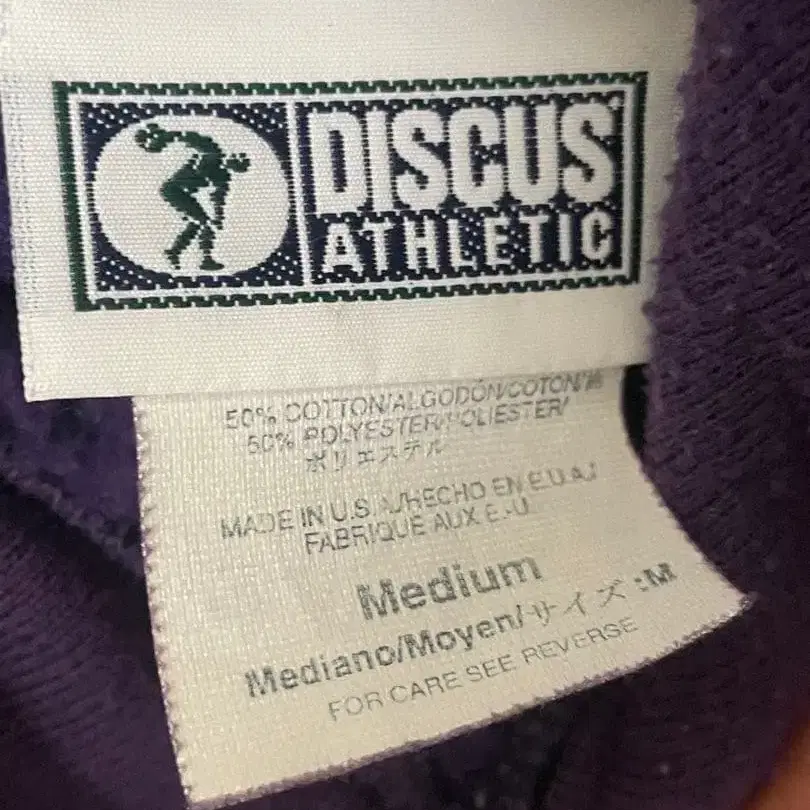 DISCUS
ATHLETIC
50% COTTON/ALGODÓN/COTON/綿
50% POLYESTER/POLIESTER/
ポリエステル
MADE IN U.S.A./HECHO EN E.U.A./
FABRIQUE AUX E.-U.
Medium
Mediano/Moyen/サイズ:M
FOR CARE SEE REVERSE